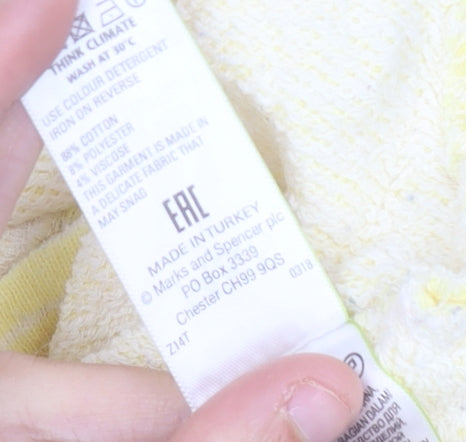 THINK CLIMATE
WASH AT 30°C
USE COLOUR DETERGENT
IRON ON REVERSE
88% COTTON
8% POLYESTER
4% VISCOSE
THIS GARMENT IS MADE IN
A DELICATE FABRIC THAT
MAY SNAG
EAC
MADE IN TURKEY
© Marks and Spencer plc
PO Box 3339
Chester CH99 9QS
0318
Z14T